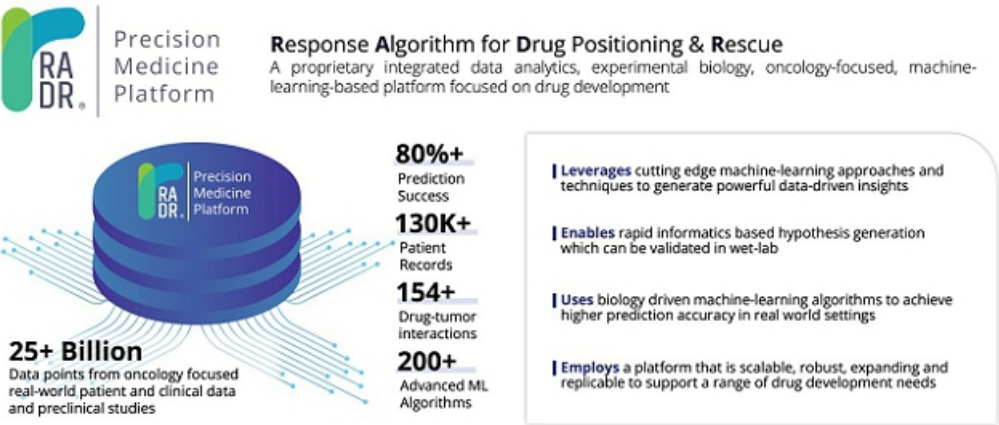 RA
DR®
Precision
Medicine
Platform
Response Algorithm for Drug Positioning & Rescue
A proprietary integrated data analytics, experimental biology, oncology-focused, machine-
learning-based platform focused on drug development
RA
DR®
Precision
Medicine
Platform
25+ Billion
Data points from oncology focused
real-world patient and clinical data
and preclinical studies
80%+
Prediction
Success
130K+
Patient
Records
154+
Drug-tumor
interactions
200+
Advanced ML
Algorithms
Leverages cutting edge machine-learning approaches and
techniques to generate powerful data-driven insights
Enables rapid informatics based hypothesis generation
which can be validated in wet-lab
Uses biology driven machine-learning algorithms to achieve
higher prediction accuracy in real world settings
Employs a platform that is scalable, robust, expanding and
replicable to support a range of drug development needs